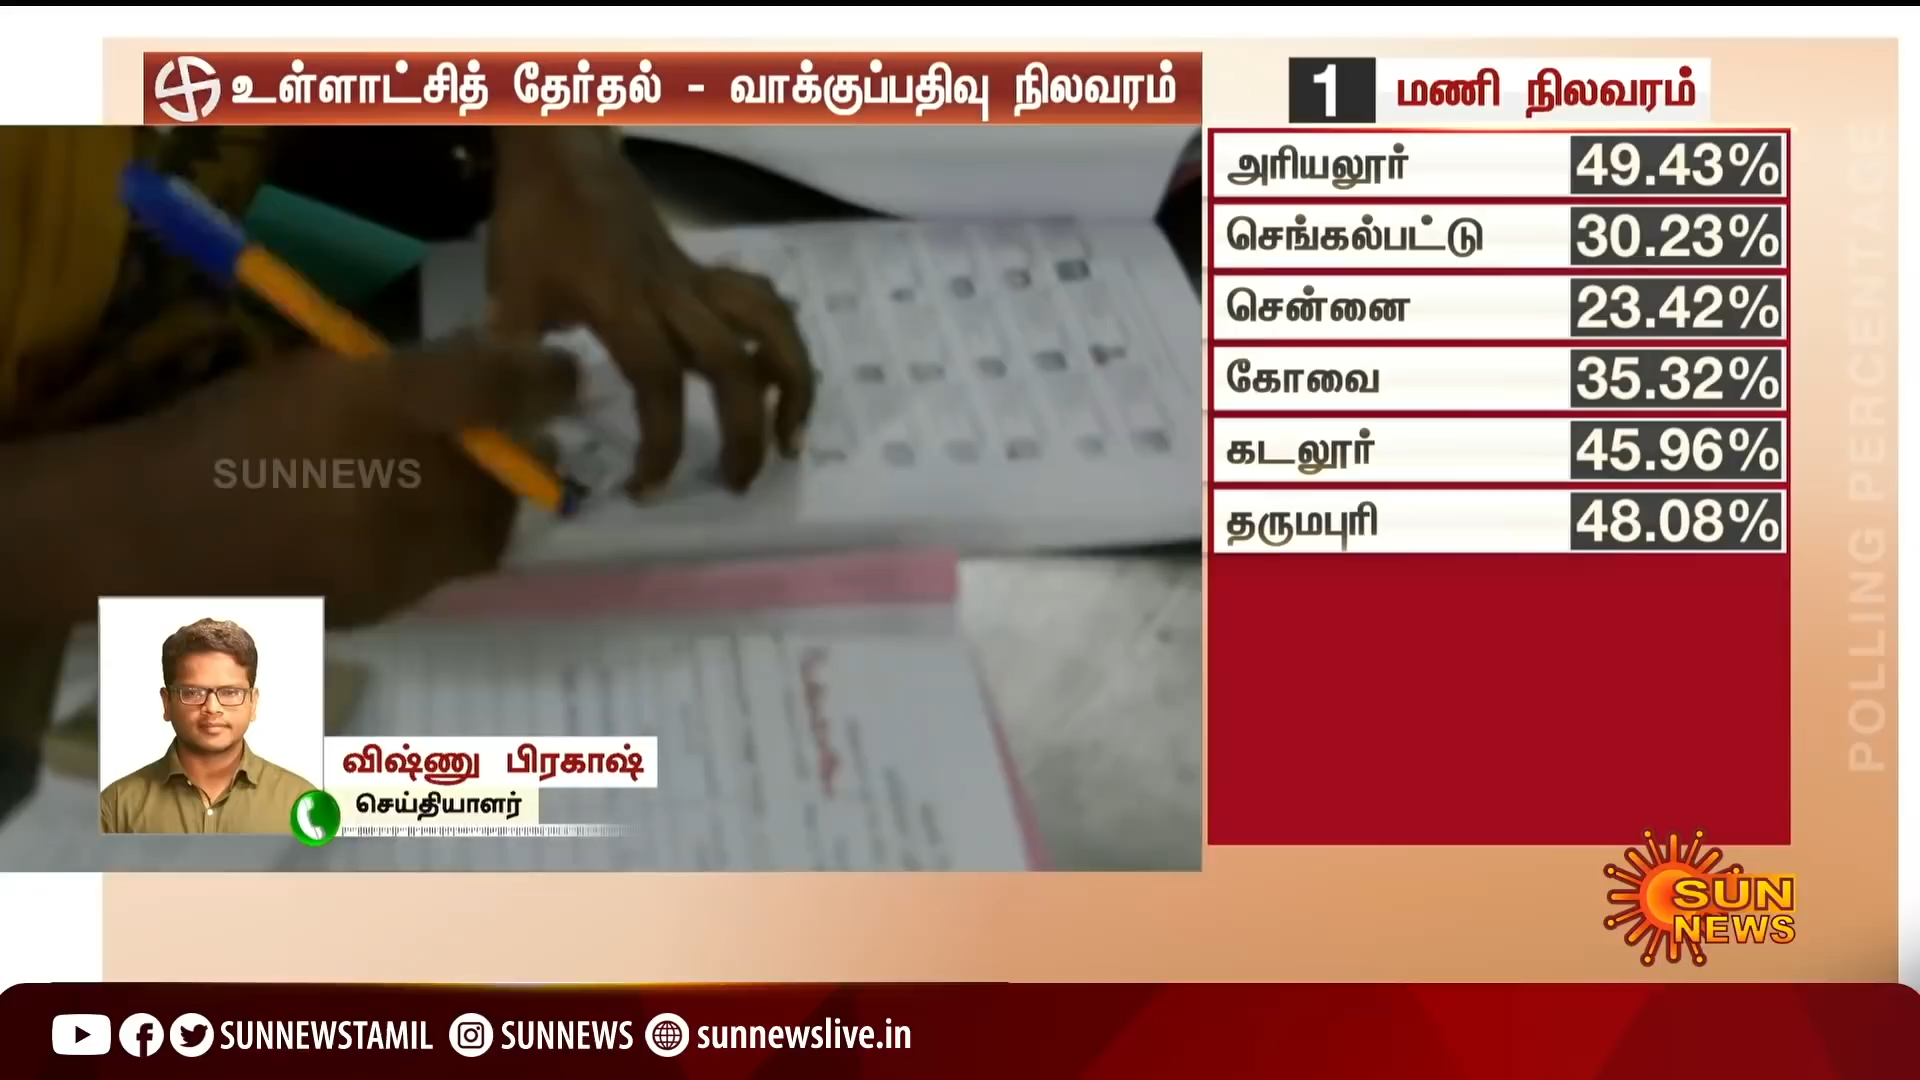 உள்ளாட்சித் தேர்தல் - வாக்குப்பதிவு நிலவரம்
1 மணி நிலவரம்
அரியலூர் 49.43%
செங்கல்பட்டு 30.23%
சென்னை 23.42%
கோவை 35.32%
கடலூர் 45.96%
தருமபுரி 48.08%
POLLING PERCENTAGE
SUNNEWS
விஷ்ணு பிரகாஷ்
செய்தியாளர்
SUN
NEWS
SUNNEWSTAMIL SUNNEWS sunnewslive.in